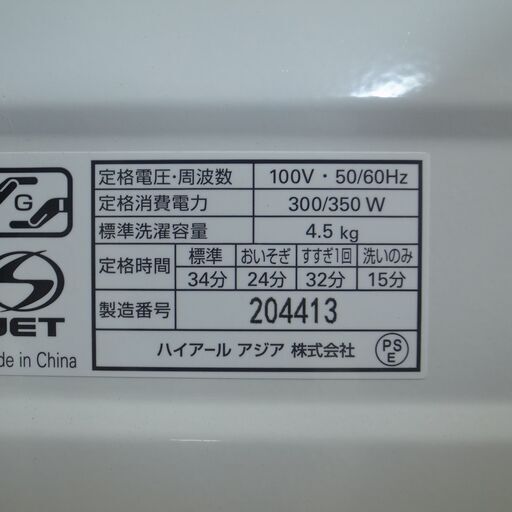 G
定格電圧・周波数 100V・50/60Hz
定格消費電力 300/350 W
標準洗濯容量 4.5 kg
定格時間 標準 おいそぎ すすぎ1回 洗いのみ
34分 24分 32分 15分
製造番号 204413
ハイアール アジア 株式会社 PSE
JET
in China